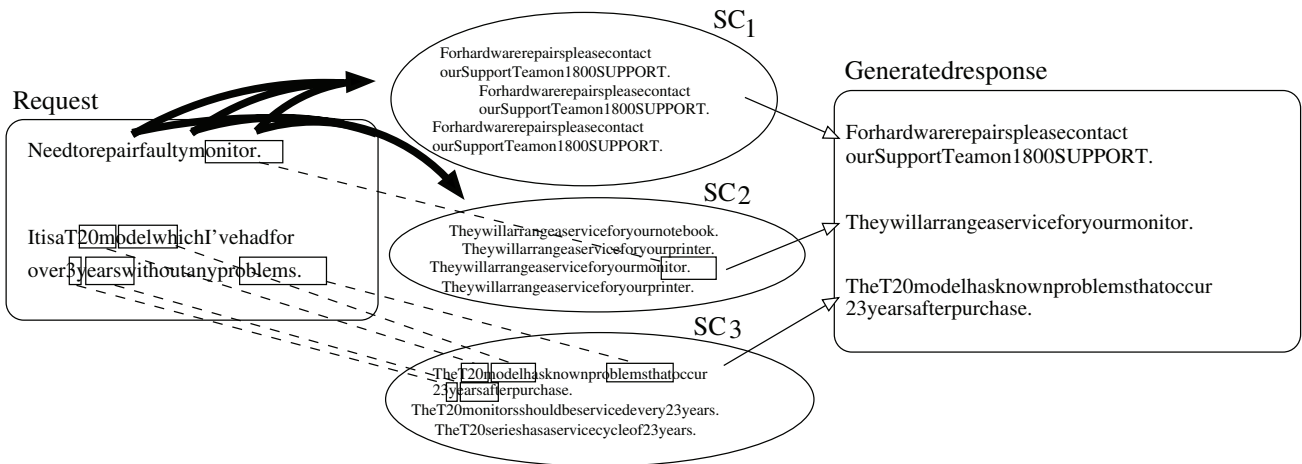 Request
Needtorepairfaultymonitor.
ItisaT20modelwhichI'vehadfor
over3yearswithoutanyproblems.
SC1
Forhardwarerepairspleasecontact
ourSupportTeamon1800SUPPORT.
Forhardwarerepairspleasecontact
ourSupportTeamon1800SUPPORT.
Forhardwarerepairspleasecontact
ourSupportTeamon1800SUPPORT.
SC2
Theywillarrangeaserviceforyournotebook.
Theywillarrangeaserviceforyourprinter.
Theywillarrangeaserviceforyourmonitor.
Theywillarrangeaserviceforyourprinter.
SC3
TheT20modelhasknownproblemsthatoccur
23yearsafterpurchase.
TheT20monitorsshouldbeservicedevery23years.
TheT20serieshasaservicecycleof23years.
Generatedresponse
Forhardwarerepairspleasecontact
ourSupportTeamon1800SUPPORT.
Theywillarrangeaserviceforyourmonitor.
TheT20modelhasknownproblemsthatoccur
23yearsafterpurchase.